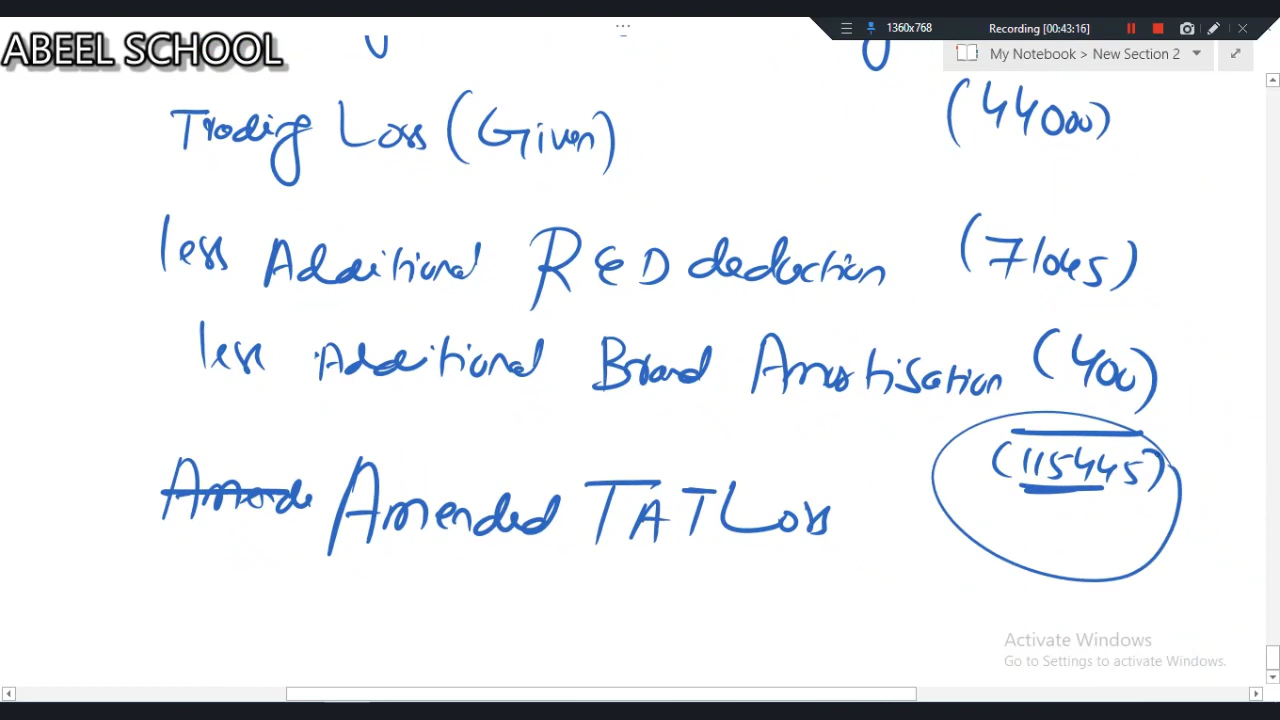 ABEEL SCHOOL
1360x768
Recording [00:43:16]
My Notebook > New Section 2
Trading Loss (Given) (44000)
less Additional R&D deduction (71045)
less Additional Brand Amortisation (400)
(115445)
Amended TAT Loss
Activate Windows
Go to Settings to activate Windows.